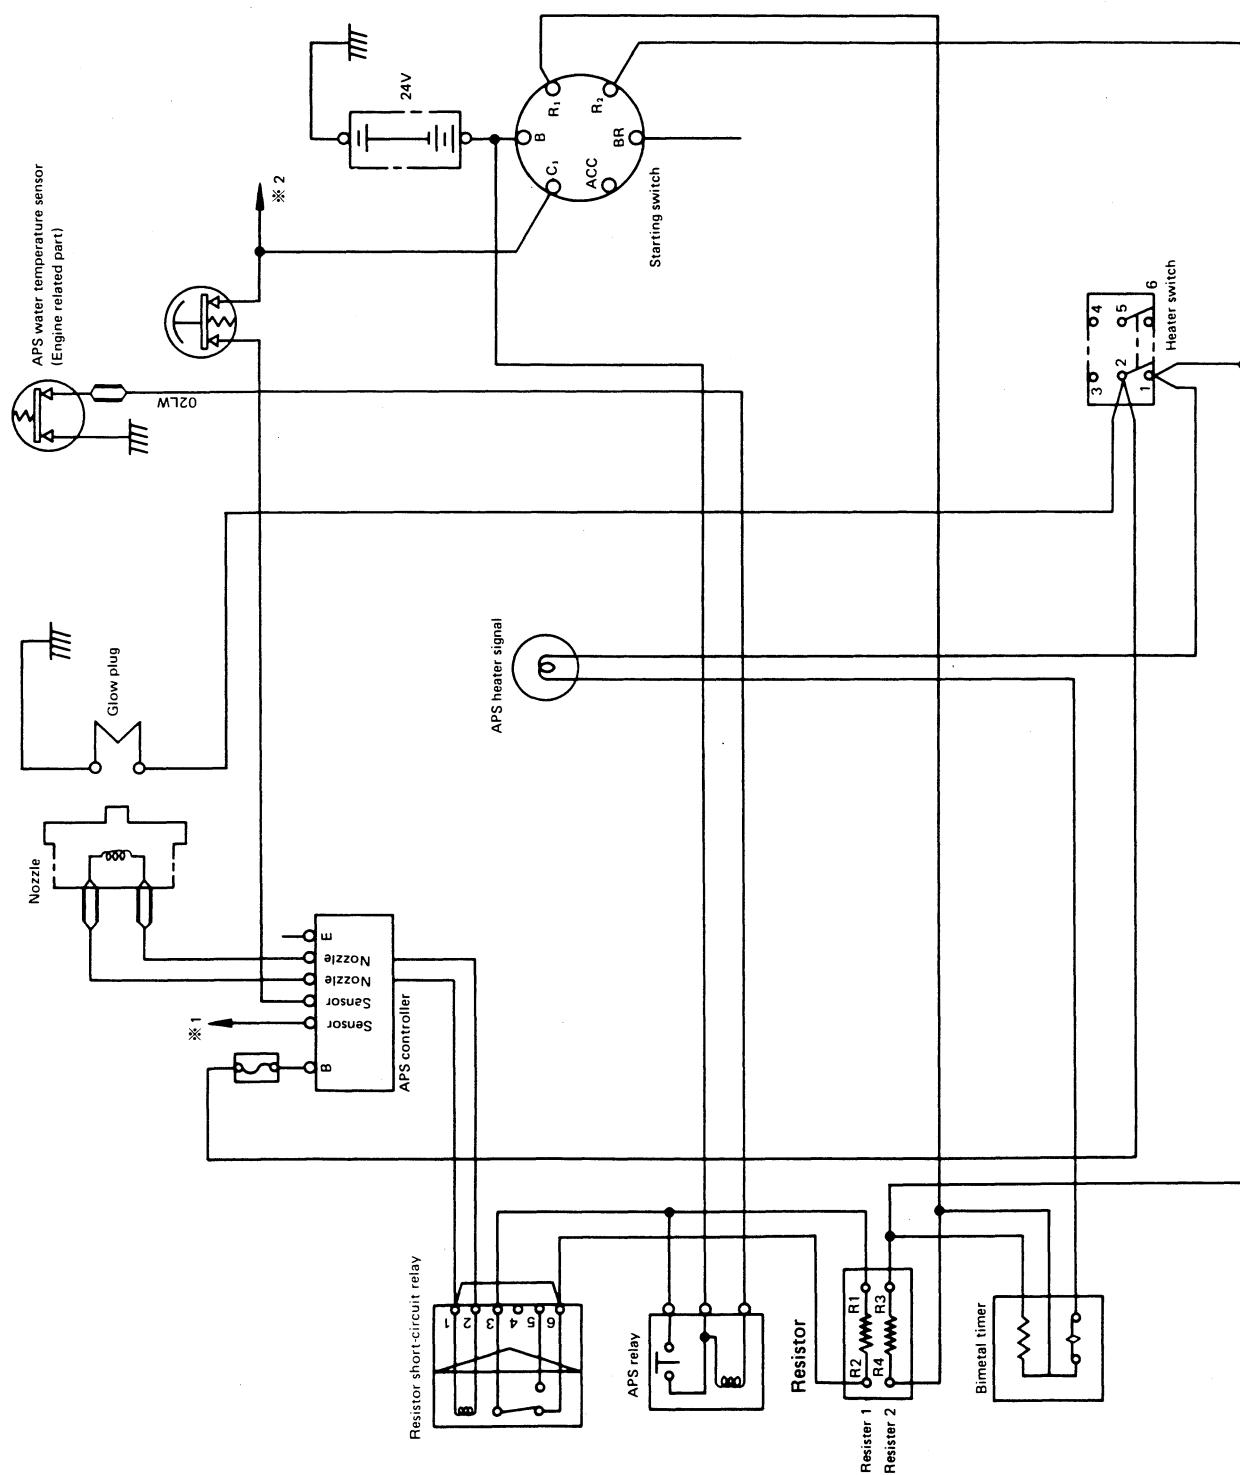 APS water temperature sensor
(Engine related part)
02LW
※ 2
24V
R₁
R₂
B
BR
C₁
ACC
Starting switch
4
5
6
3
2
1
Heater switch
Glow plug
APS heater signal
Nozzle
※ 1
E
Nozzle
Nozzle
Sansor
Sensor
B
APS controller
Resistor short-circuit relay
1
2
3
4
5
6
APS relay
Resistor
R1
R3
R2
R4
Resister 1
Resister 2
Bimetal timer